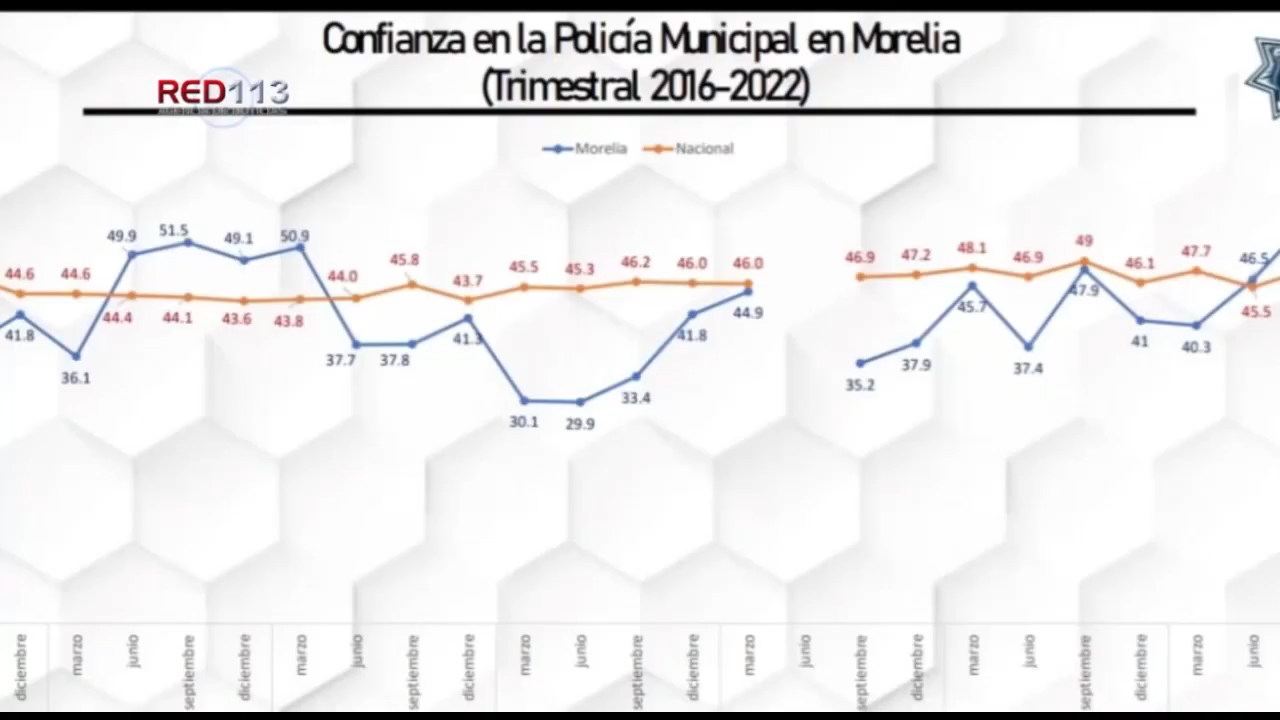 Confianza en la Policía Municipal en Morelia
(Trimestral 2016-2022)
RED113
Morelia Nacional
44.6 44.6 49.9 51.5 49.1 50.9 44.0 45.8 43.7 45.5 45.3 46.2 46.0 46.0 46.9 47.2 48.1 46.9 49 46.1 47.7 46.5
41.8 36.1 44.4 44.1 43.6 43.8 37.7 37.8 41.3 30.1 29.9 33.4 41.8 44.9 35.2 37.9 45.7 37.4 47.9 41 40.3 45.5
diciembre marzo junio septiembre diciembre marzo junio septiembre diciembre marzo junio septiembre diciembre marzo junio septiembre diciembre marzo junio septiembre diciembre marzo junio